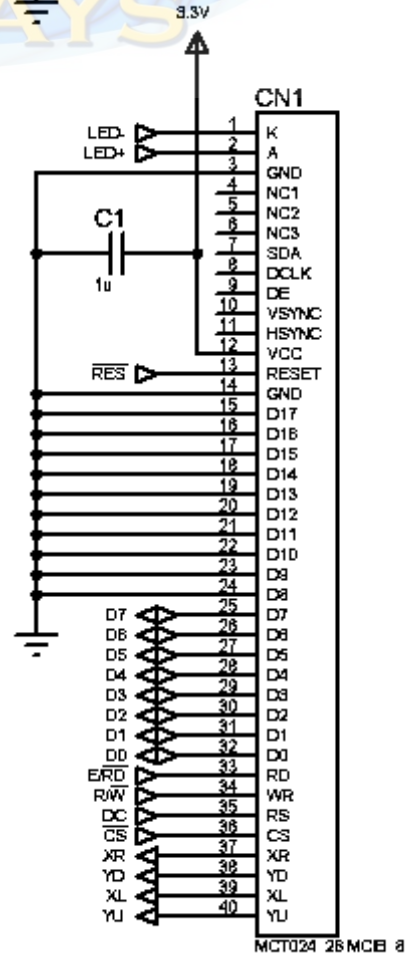 AYS
3.3V
CN1
LED- 1 K
LED+ 2 A
3 GND
4 NC1
C1 5 NC2
6 NC3
7 SDA
1u 8 DCLK
9 DE
10 VSYNC
11 HSYNC
12 VCC
RES 13 RESET
14 GND
15 D17
16 D16
17 D15
18 D14
19 D13
20 D12
21 D11
22 D10
23 D9
24 D8
D7 25 D7
D6 26 D6
D5 27 D5
D4 28 D4
D3 29 D3
D2 30 D2
D1 31 D1
D0 32 D0
E/RD 33 RD
R/W 34 WR
DC 35 RS
CS 36 CS
XR 37 XR
YD 38 YD
XL 39 XL
YU 40 YU